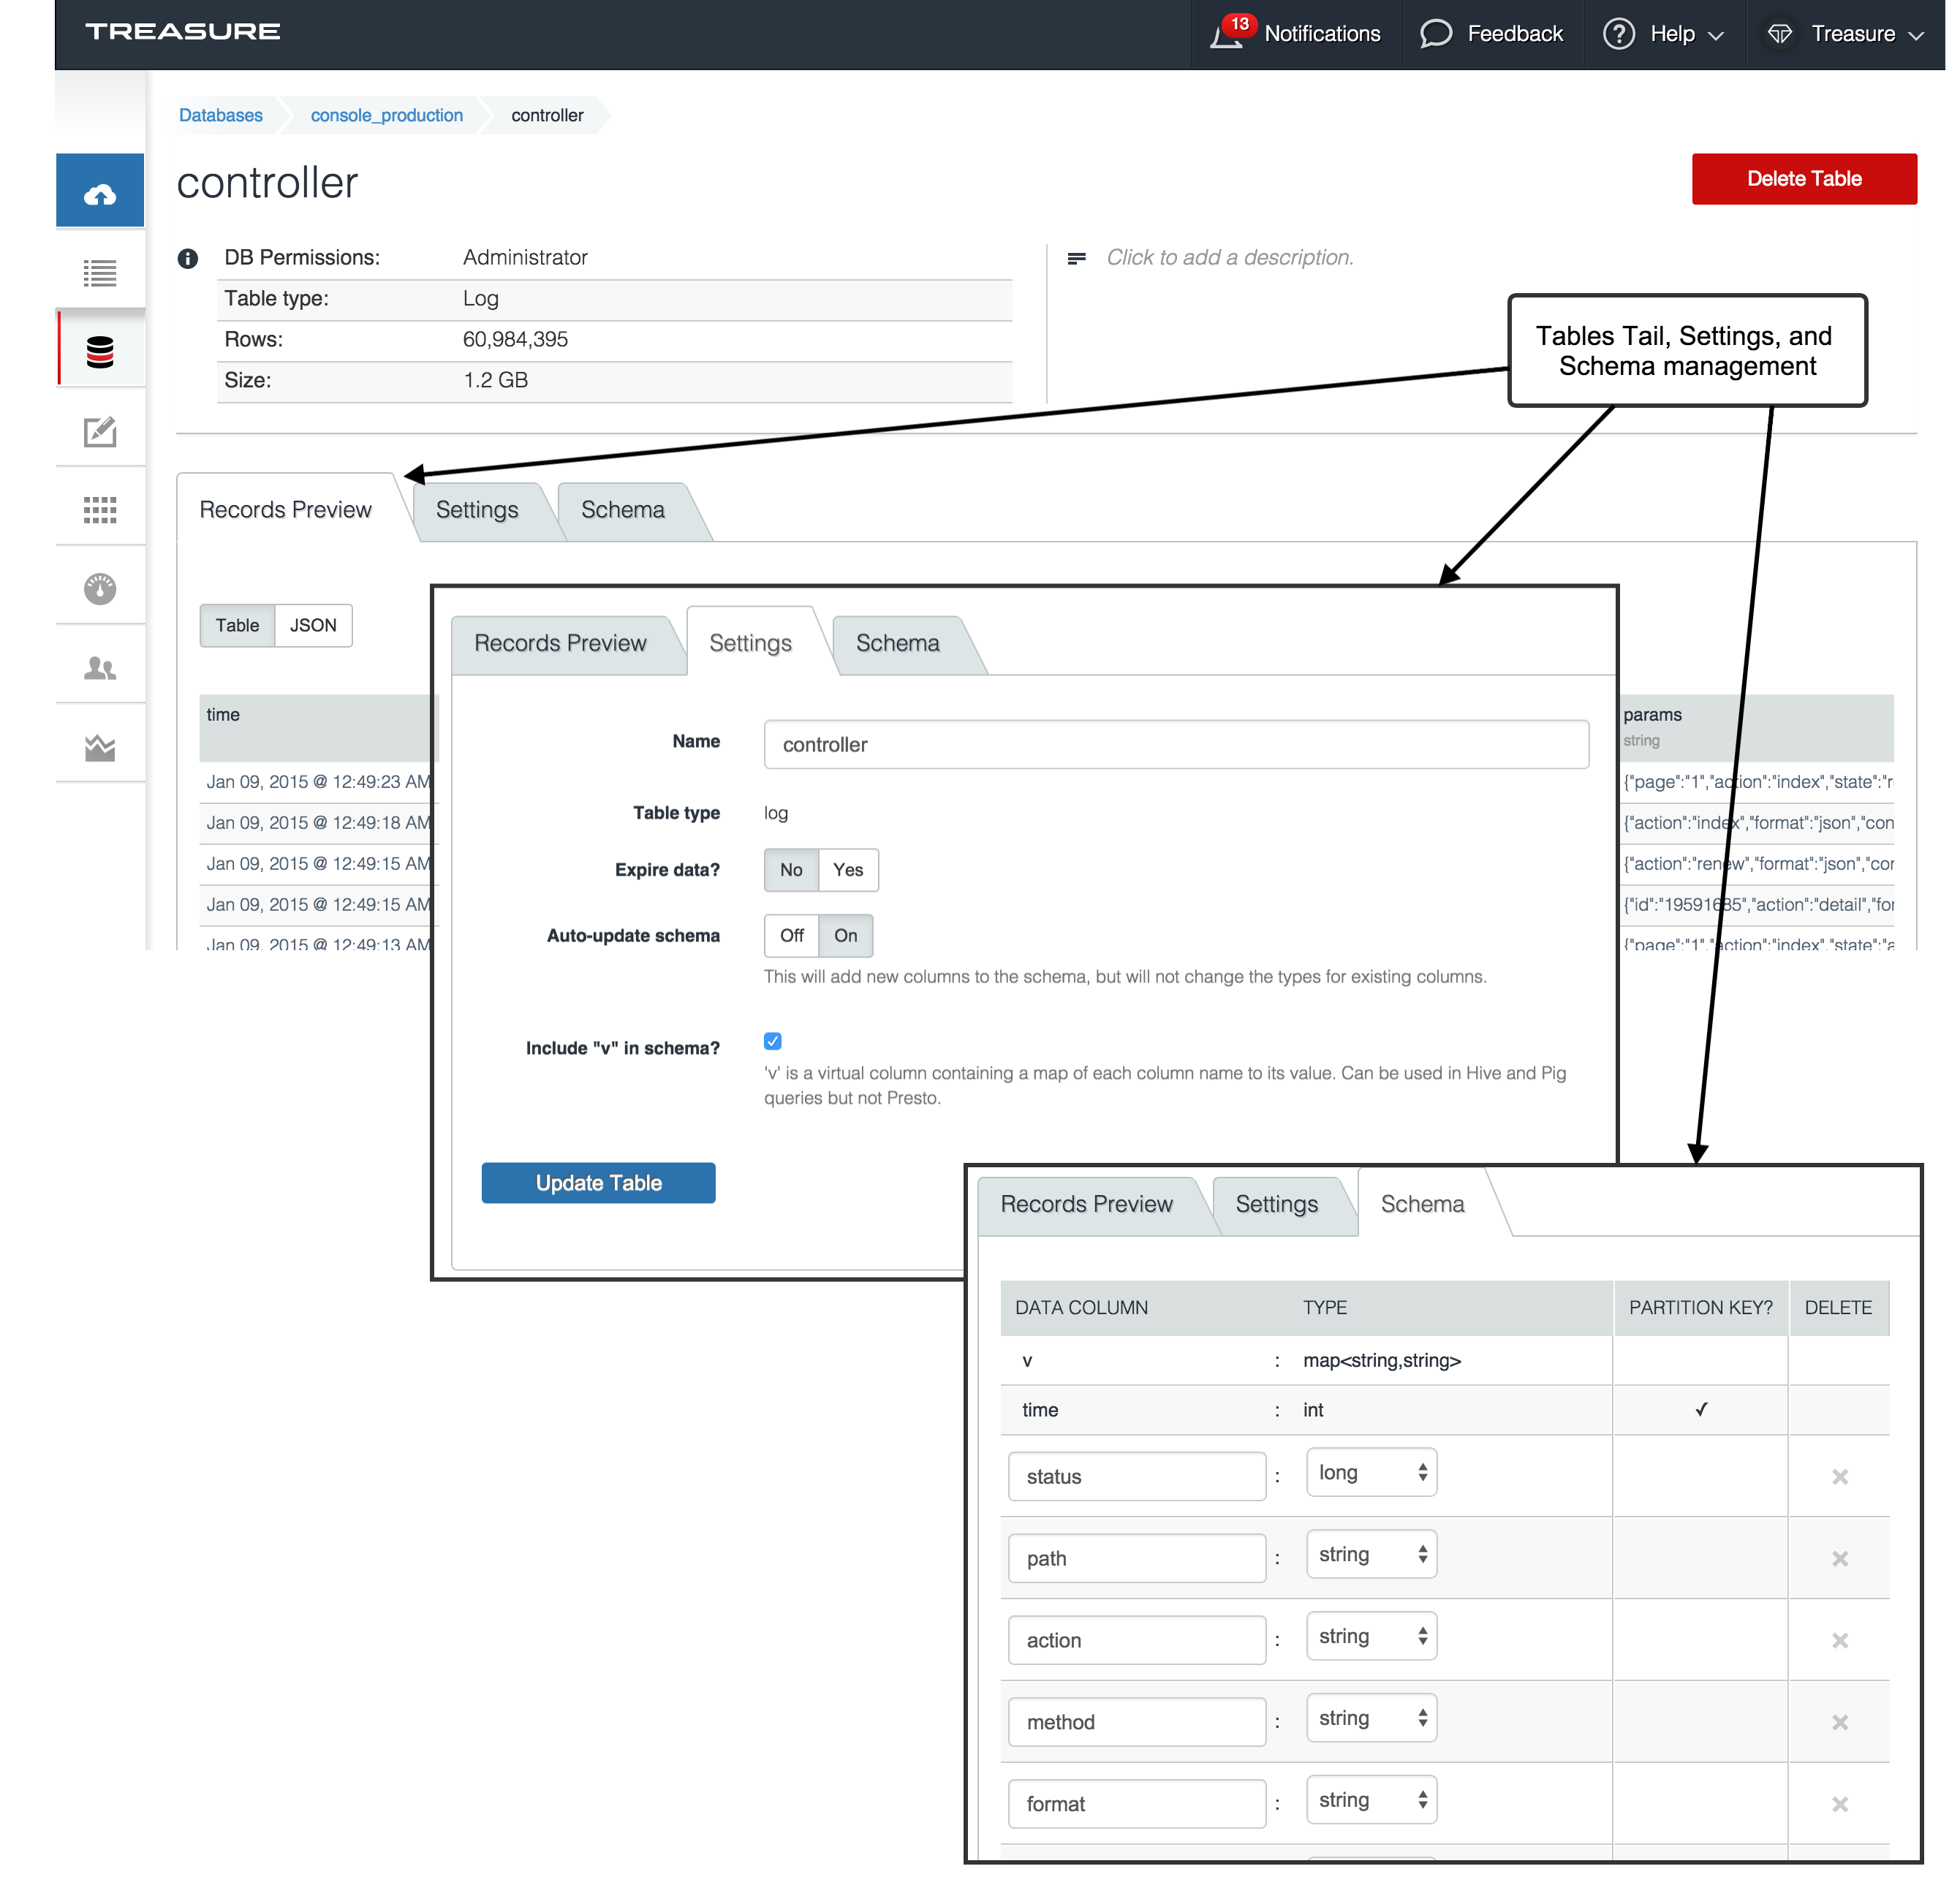 TREASURE
13 Notifications
Feedback
Help
Treasure
Databases
console_production
controller
controller
Delete Table
DB Permissions: Administrator
Table type: Log
Rows: 60,984,395
Size: 1.2 GB
Click to add a description.
Tables Tail, Settings, and
Schema management
Records Preview
Settings
Schema
Table
JSON
time
Jan 09, 2015 @ 12:49:23 AM
Jan 09, 2015 @ 12:49:18 AM
Jan 09, 2015 @ 12:49:15 AM
Jan 09, 2015 @ 12:49:15 AM
Jan 09, 2015 @ 12:49:13 AM
params
string
{"page":"1","action":"index","state":"r
{"action":"index","format":"json","con
{"action":"renew","format":"json","cor
{"id":"19591685","action":"detail","for
{"page":"1","action":"index","state":"a
Records Preview
Settings
Schema
Name controller
Table type log
Expire data? No Yes
Auto-update schema Off On
This will add new columns to the schema, but will not change the types for existing columns.
Include "v" in schema?
'v' is a virtual column containing a map of each column name to its value. Can be used in Hive and Pig
queries but not Presto.
Update Table
Records Preview
Settings
Schema
DATA COLUMN TYPE PARTITION KEY? DELETE
v : map<string,string>
time : int ✓
status : long
path : string
action : string
method : string
format : string